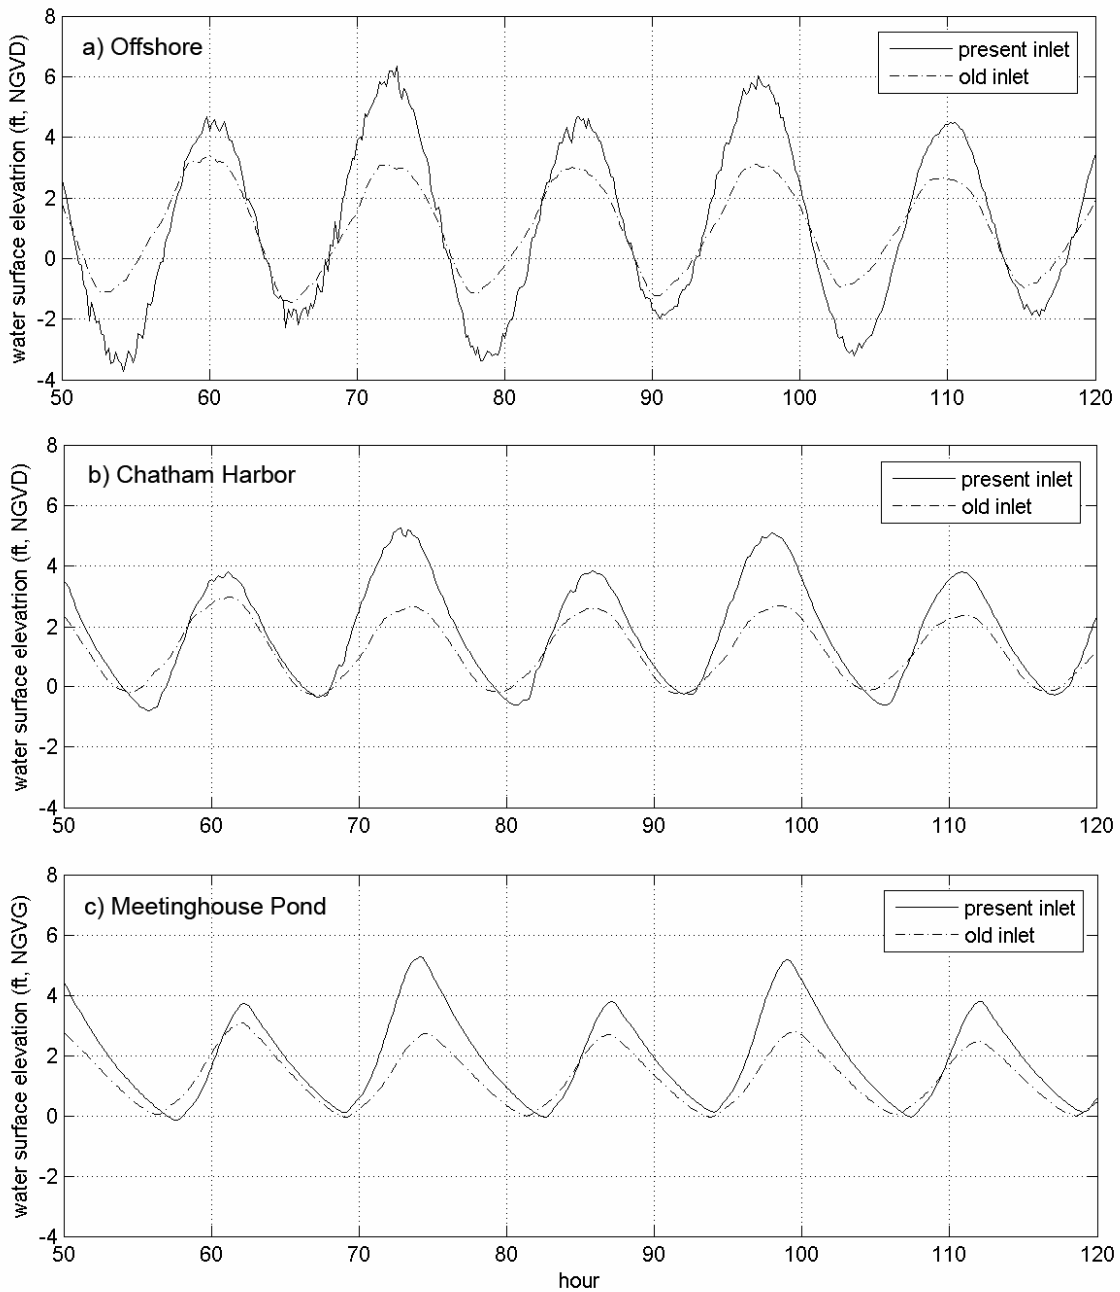 a) Offshore
present inlet
old inlet
water surface elevatrion (ft, NGVD)
8
6
4
2
0
-2
-4
50 60 70 80 90 100 110 120
b) Chatham Harbor
present inlet
old inlet
water surface elevatrion (ft, NGVD)
8
6
4
2
0
-2
-4
50 60 70 80 90 100 110 120
c) Meetinghouse Pond
present inlet
old inlet
water surface elevation (ft, NGVG)
8
6
4
2
0
-2
-4
50 60 70 80 90 100 110 120
hour